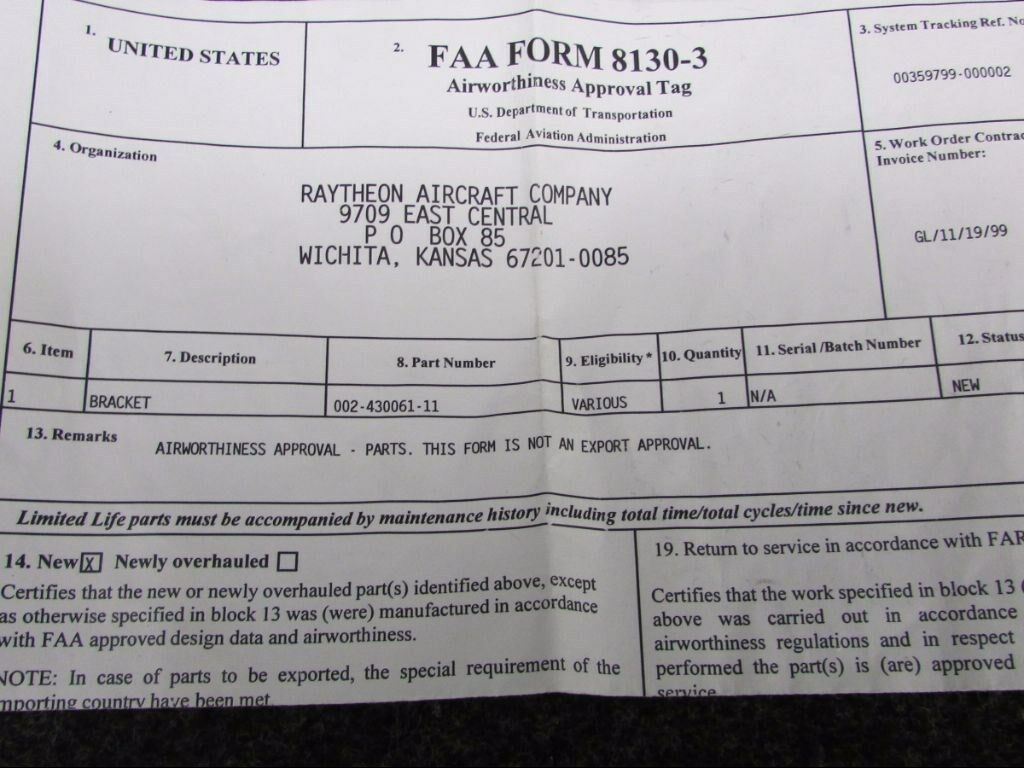 1.
UNITED STATES
2.
FAA FORM 8130-3
Airworthiness Approval Tag
U.S. Department of Transportation
Federal Aviation Administration
3. System Tracking Ref. No
00359799-000002
4. Organization
RAYTHEON AIRCRAFT COMPANY
9709 EAST CENTRAL
P O BOX 85
WICHITA, KANSAS 67201-0085
5. Work Order Contrac
Invoice Number:
GL/11/19/99
6. Item 7. Description 8. Part Number 9. Eligibility * 10. Quantity 11. Serial /Batch Number 12. Status
1 BRACKET 002-430061-11 VARIOUS 1 N/A NEW
13. Remarks
AIRWORTHINESS APPROVAL - PARTS. THIS FORM IS NOT AN EXPORT APPROVAL.
Limited Life parts must be accompanied by maintenance history including total time/total cycles/time since new.
14. New X Newly overhauled
Certifies that the new or newly overhauled part(s) identified above, except
as otherwise specified in block 13 was (were) manufactured in accordance
with FAA approved design data and airworthiness.
NOTE: In case of parts to be exported, the special requirement of the
mporting country have been met.
19. Return to service in accordance with FAR
Certifies that the work specified in block 13 (
above was carried out in accordance
airworthiness regulations and in respect
performed the part(s) is (are) approved
service